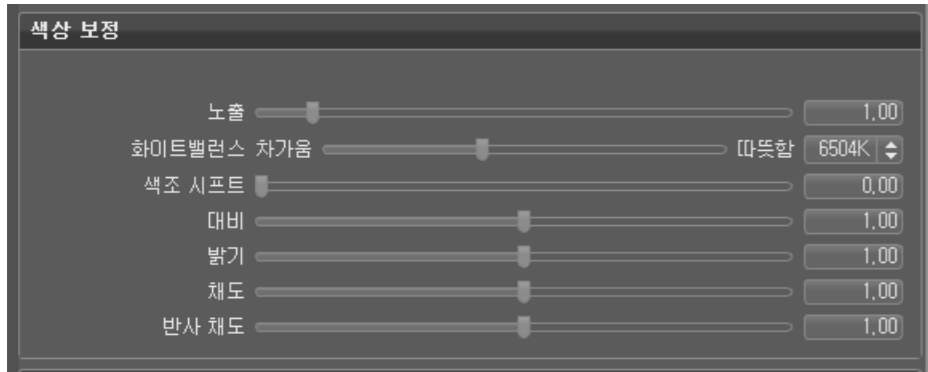 색상 보정
노출 1.00
화이트밸런스 차가움 따뜻함 6504K
색조 시프트 0.00
대비 1.00
밝기 1.00
채도 1.00
반사 채도 1.00